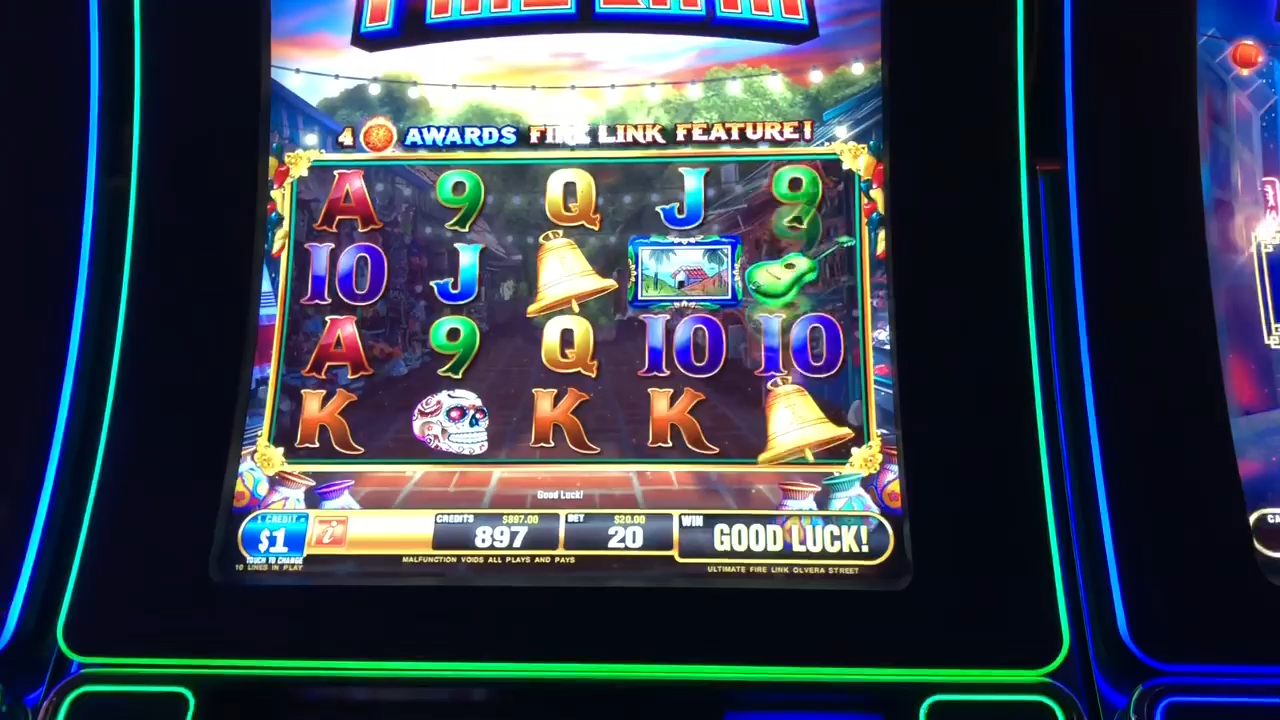 4 AWARDS FIRE LINK FEATURE!
A 9 Q J 9
10 J
A 9 Q 10 10
K K K
Good Luck!
1 CREDIT =
$1
TOUCH TO CHANGE
10 LINES IN PLAY
i
CREDITS $897.00
897
BET $20.00
20
WIN
GOOD LUCK!
MALFUNCTION VOIDS ALL PLAYS AND PAYS
ULTIMATE FIRE LINK OLVERA STREET